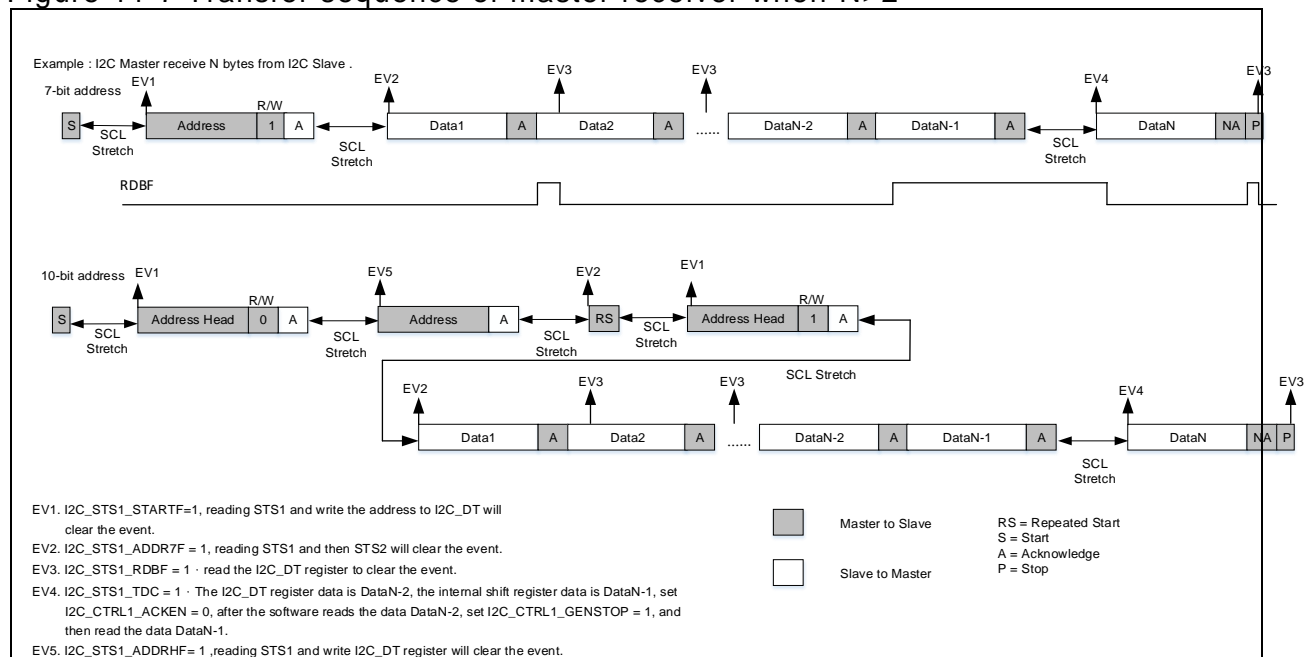 Figure 11-7 Transfer sequence of master receiver when N>2
Example : I2C Master receive N bytes from I2C Slave .
7-bit address
EV1 EV2 EV3 EV3 EV4 EV3
R/W
S Address 1 A Data1 A Data2 A ...... DataN-2 A DataN-1 A DataN NA P
SCL Stretch SCL Stretch SCL Stretch
RDBF
10-bit address
EV1 EV5 EV2 EV1
R/W R/W
S Address Head 0 A Address A RS Address Head 1 A
SCL Stretch SCL Stretch SCL Stretch SCL Stretch
SCL Stretch
EV2 EV3 EV3 EV4 EV3
Data1 A Data2 A ...... DataN-2 A DataN-1 A DataN NA P
SCL Stretch
EV1. I2C_STS1_STARTF=1, reading STS1 and write the address to I2C_DT will
clear the event.
EV2. I2C_STS1_ADDR7F = 1, reading STS1 and then STS2 will clear the event.
EV3. I2C_STS1_RDBF = 1 · read the I2C_DT register to clear the event.
EV4. I2C_STS1_TDC = 1 · The I2C_DT register data is DataN-2, the internal shift register data is DataN-1, set
I2C_CTRL1_ACKEN = 0, after the software reads the data DataN-2, set I2C_CTRL1_GENSTOP = 1, and
then read the data DataN-1.
EV5. I2C_STS1_ADDRHF= 1 ,reading STS1 and write I2C_DT register will clear the event.
Master to Slave
Slave to Master
RS = Repeated Start
S = Start
A = Acknowledge
P = Stop